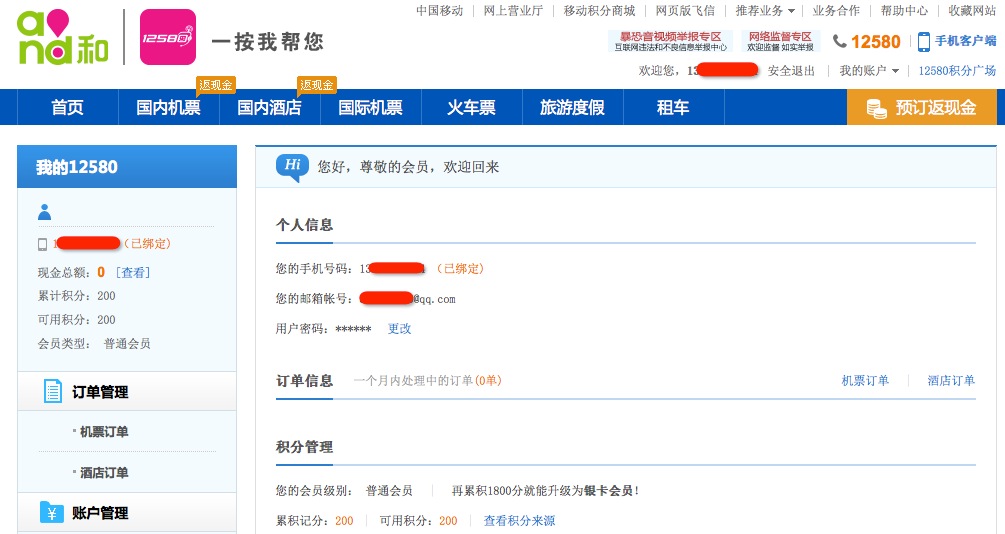 中国移动 网上营业厅 移动积分商城 网页版飞信 推荐业务 业务合作 帮助中心 收藏网站
and和 12580 一按我帮您
暴恐音视频举报专区 网络监督专区 12580 手机客户端
互联网违法和不良信息举报中心 欢迎监督 如实举报
欢迎您，13 安全退出 我的账户 12580积分广场
返现金 返现金
首页 国内机票 国内酒店 国际机票 火车票 旅游度假 租车 预订返现金
我的12580
1 (已绑定)
现金总额：0 [查看]
累计积分：200
可用积分：200
会员类型： 普通会员
订单管理
机票订单
酒店订单
账户管理
Hi 您好，尊敬的会员，欢迎回来
个人信息
您的手机号码：13 (已绑定)
您的邮箱帐号： @qq.com
用户密码：****** 更改
订单信息 一个月内处理中的订单(0单) 机票订单 酒店订单
积分管理
您的会员级别： 普通会员 再累积1800分就能升级为银卡会员！
累积记分：200 可用积分：200 查看积分来源